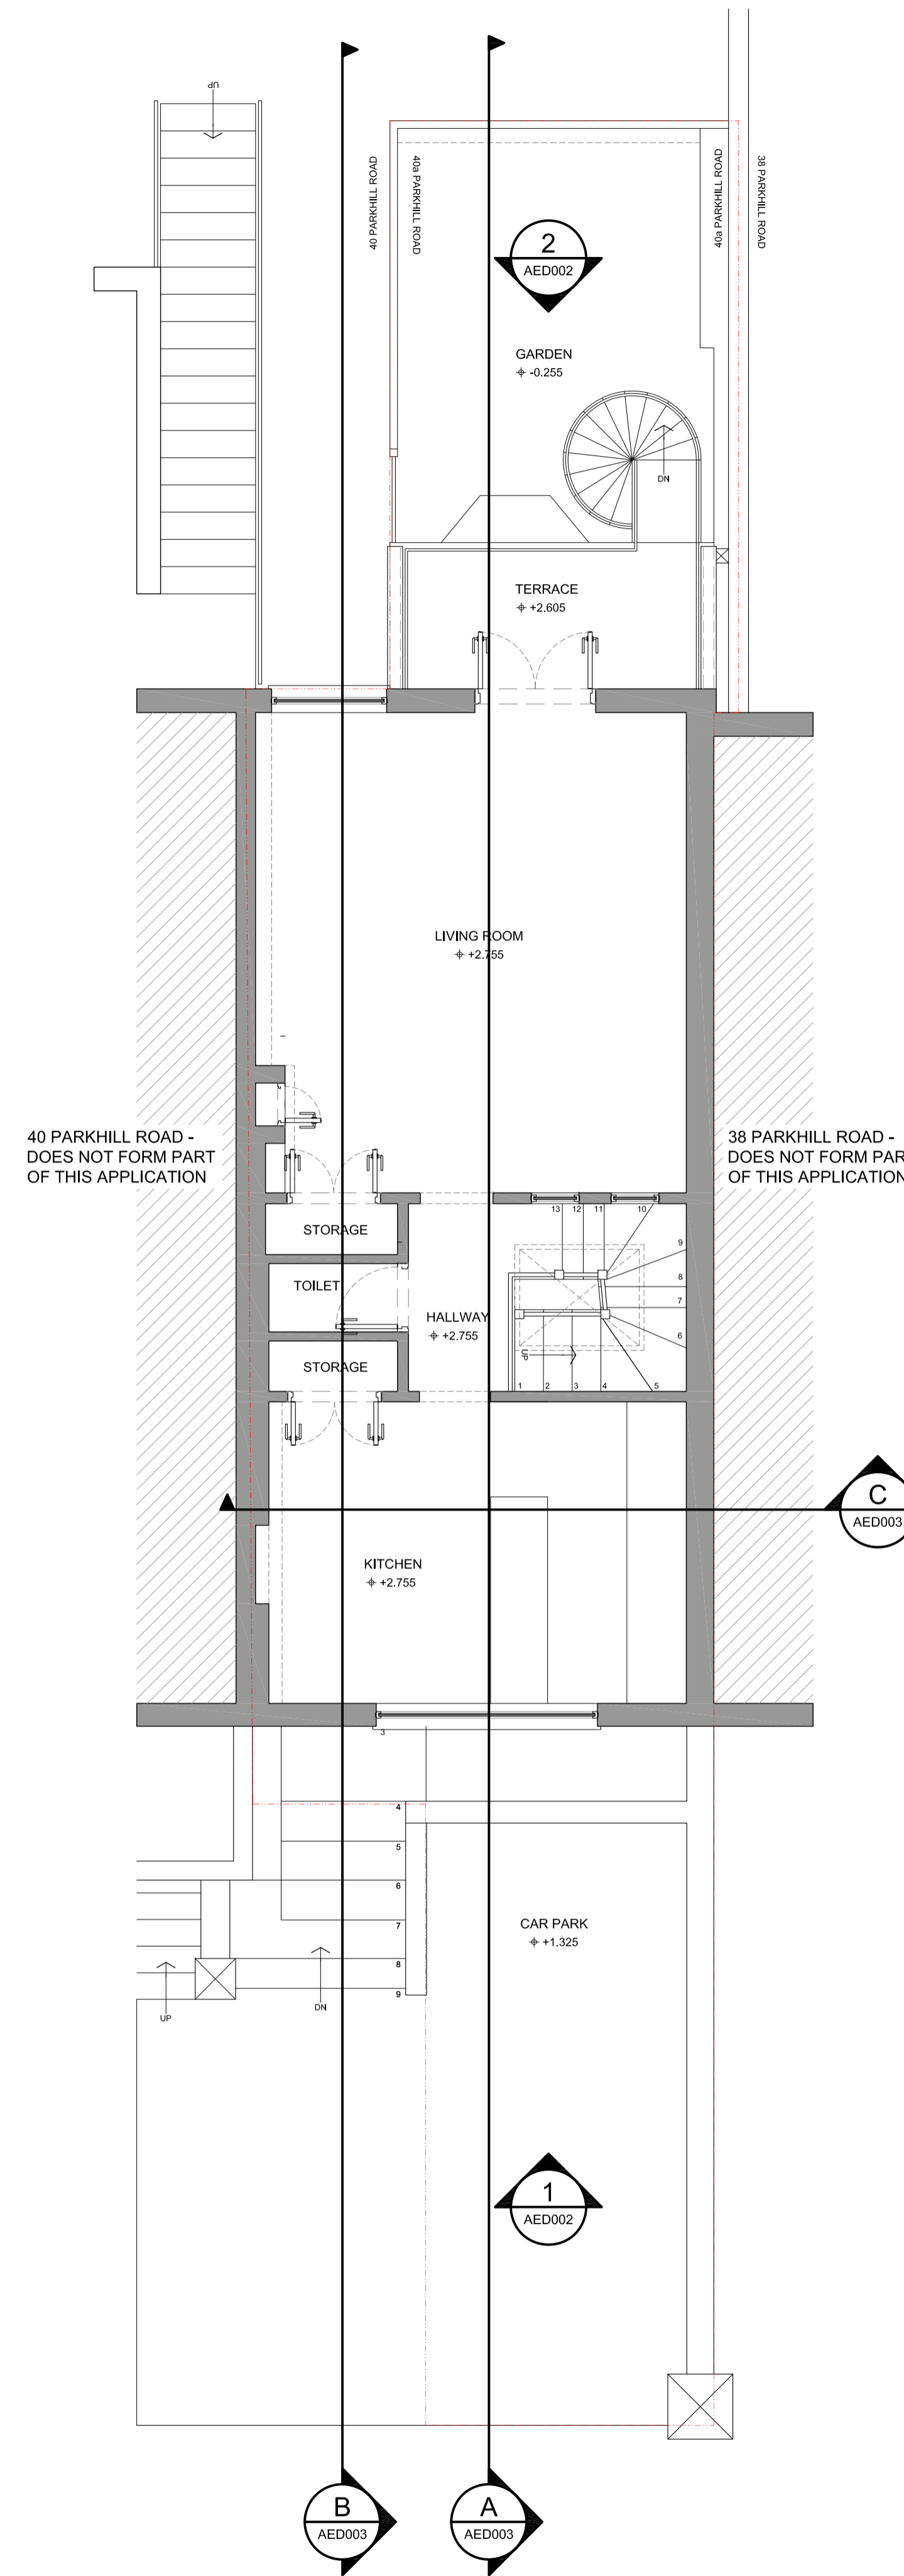 UP
40 PARKHILL ROAD
40a PARKHILL ROAD
40a PARKHILL ROAD
38 PARKHILL ROAD
2
AED002
GARDEN
-0.255
DN
TERRACE
+2.605
LIVING ROOM
+2.755
40 PARKHILL ROAD -
DOES NOT FORM PART
OF THIS APPLICATION
38 PARKHILL ROAD -
DOES NOT FORM PAR
OF THIS APPLICATION
13 12 11 10
STORAGE
9
8
7
6
TOILET
HALLWAY
+2.755
UP
STORAGE
1 2 3 4 5
C
AED003
KITCHEN
+2.755
3
4
5
6
7
8
9
CAR PARK
+1.325
UP
DN
1
AED002
B
AED003
A
AED003